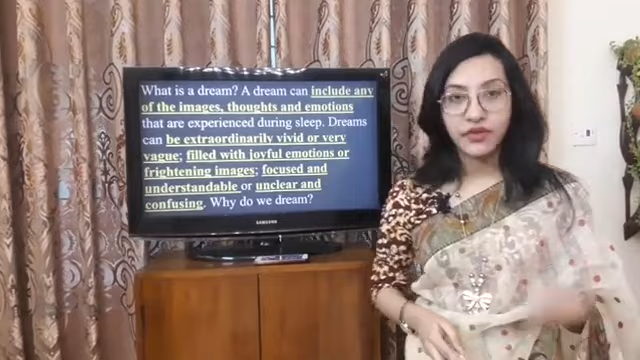 What is a dream? A dream can include any
of the images, thoughts and emotions
that are experienced during sleep. Dreams
can be extraordinarily vivid or very
vague; filled with joyful emotions or
frightening images; focused and
understandable or unclear and
confusing. Why do we dream?
SAMSUNG